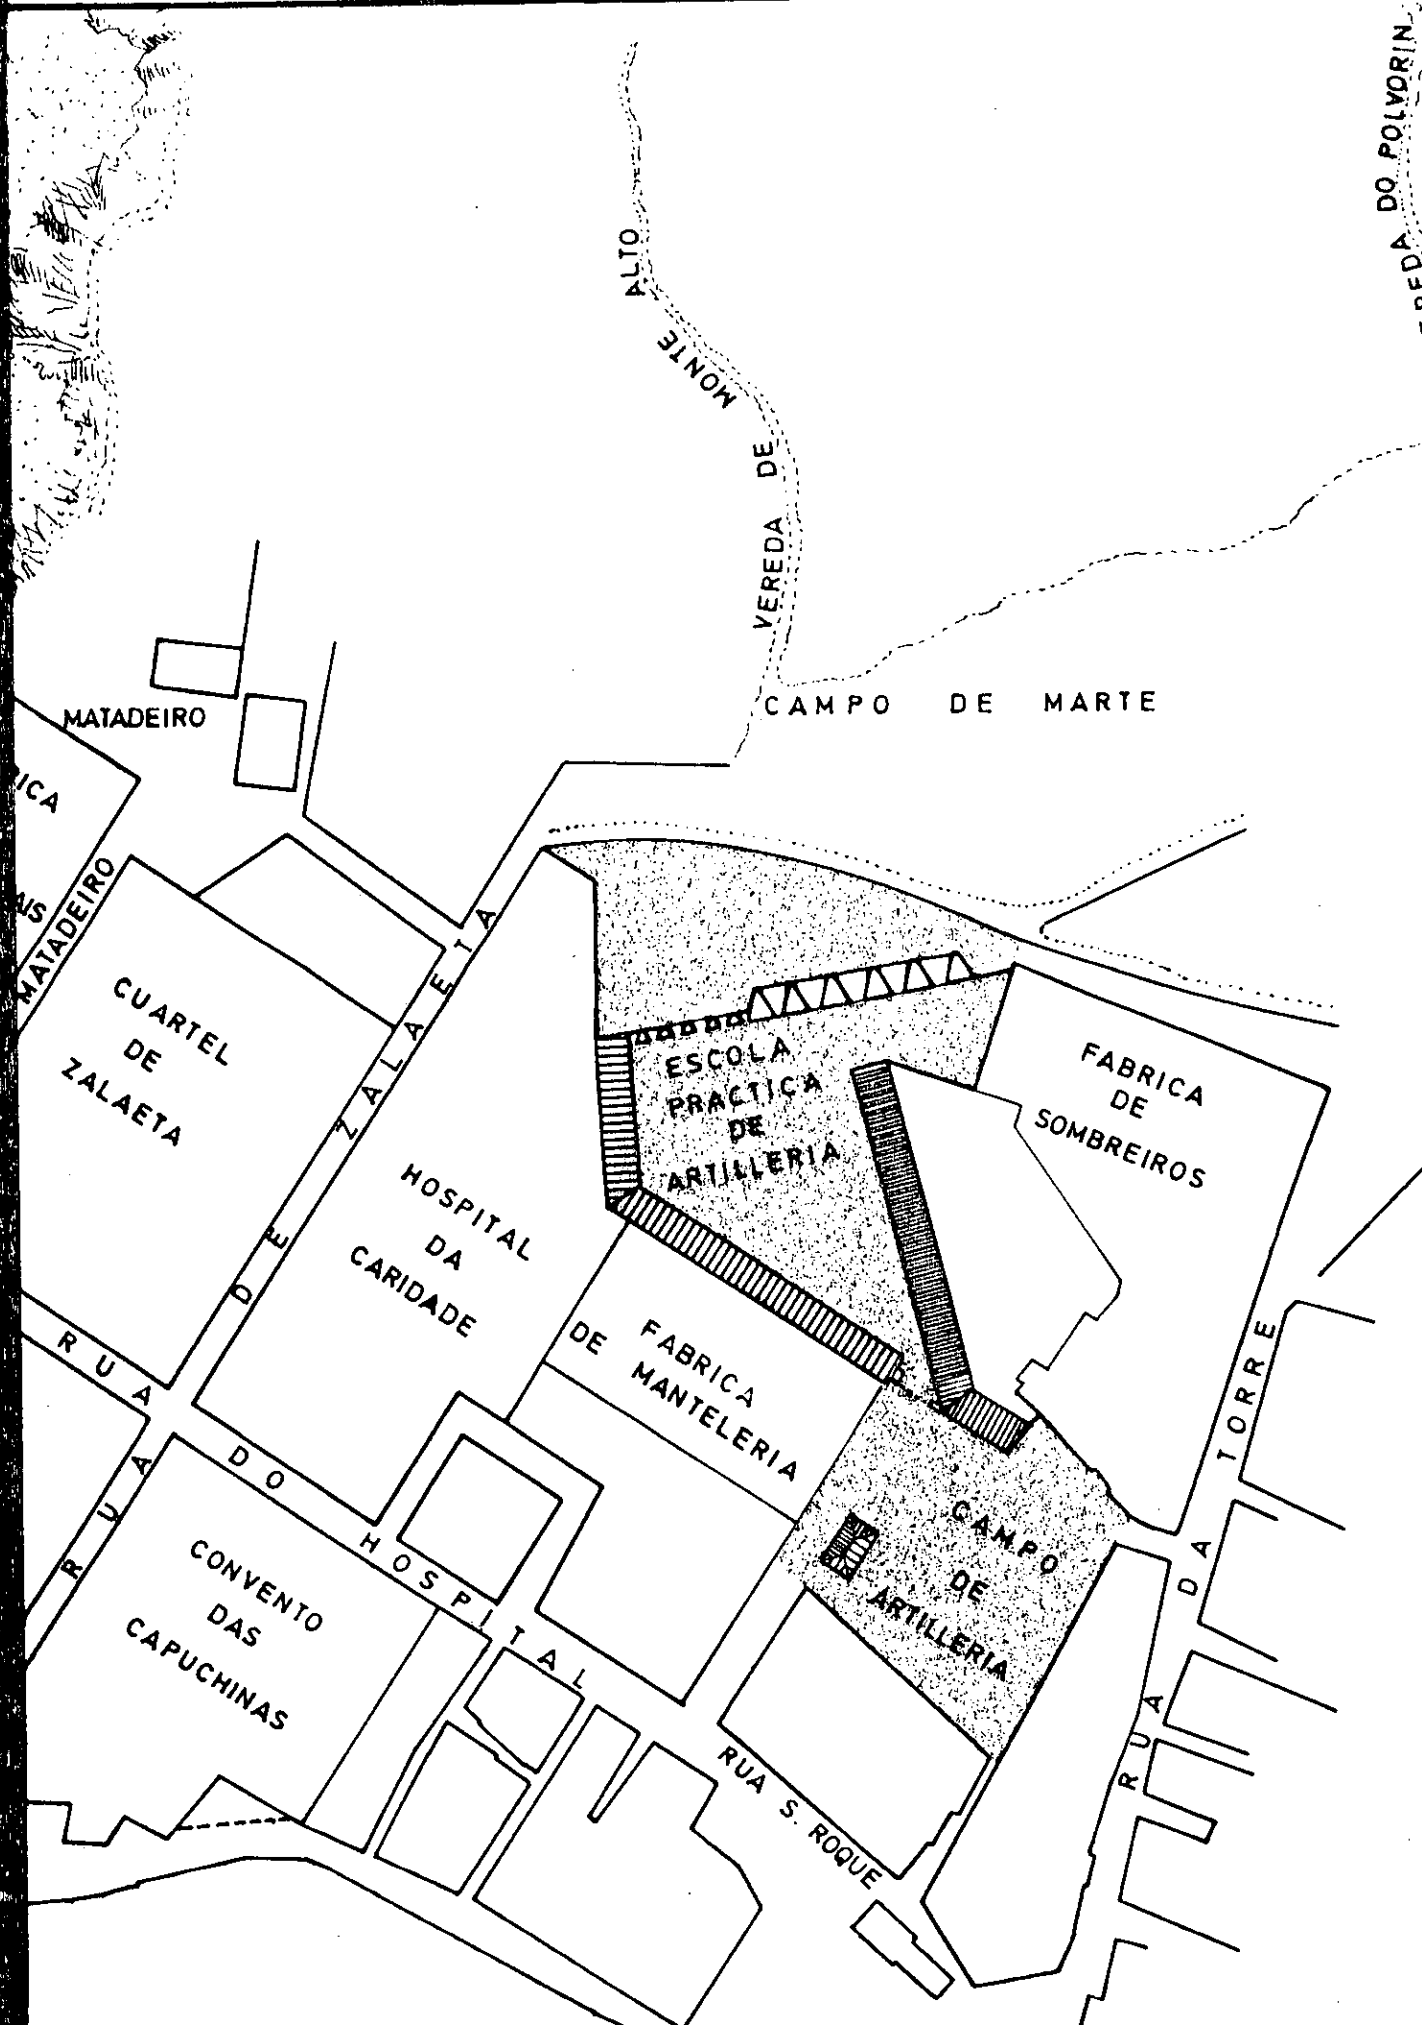 VEREDA DO POLVORIN
VEREDA DE MONTE ALTO
CAMPO DE MARTE
MATADEIRO
MATADEIRO
CUARTEL
DE
ZALAETA
RUA DE ZALAETA
HOSPITAL
DA
CARIDADE
ESCOLA
PRACTICA
DE
ARTILLERIA
FABRICA
DE
SOMBREIROS
FABRICA
DE MANTELERIA
RUA DO HOSPITAL
CONVENTO
DAS
CAPUCHINAS
CAMPO
DE
ARTILLERIA
RUA S. ROQUE
RUA DA TORRE